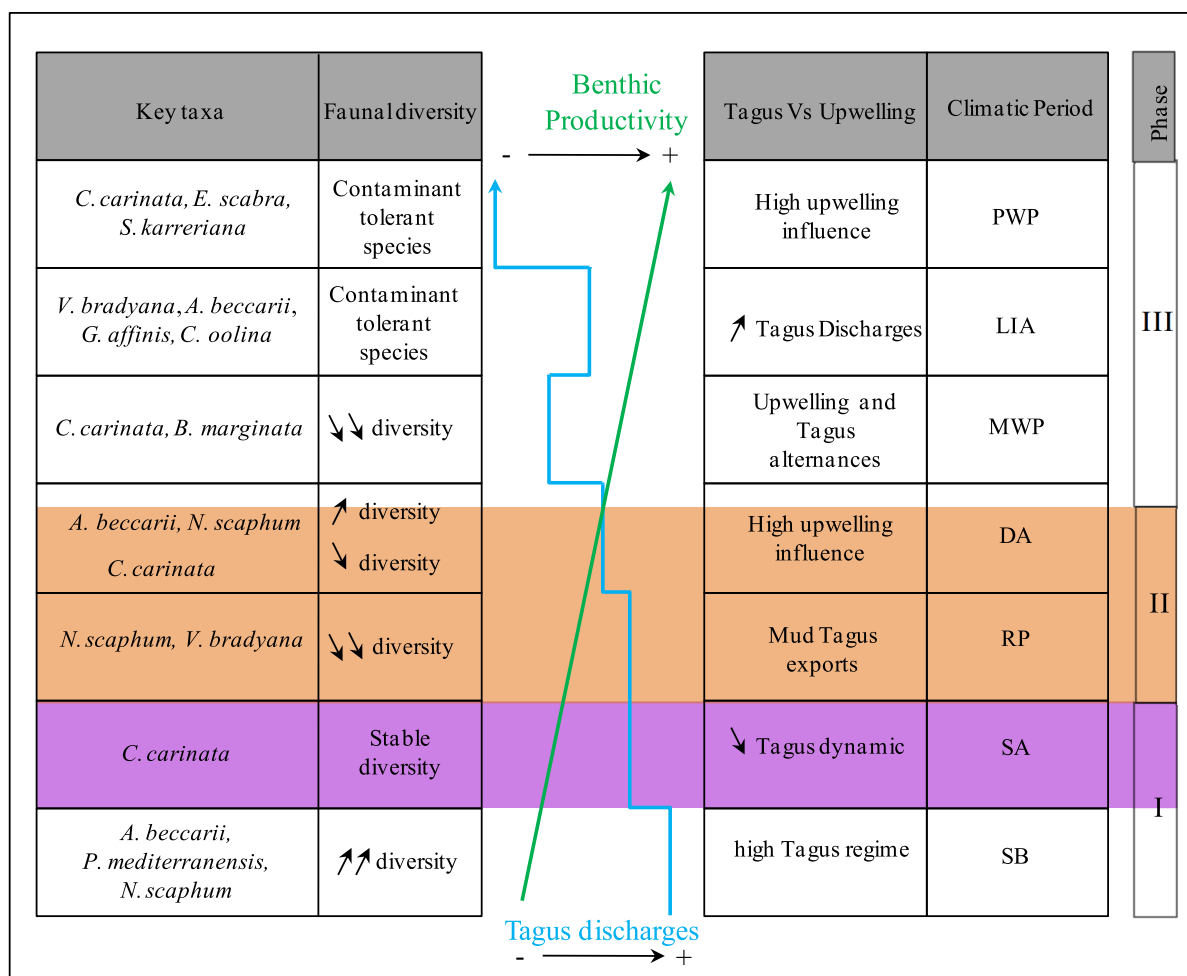 Key taxa
Faunal diversity
Benthic
Productivity
- +
Tagus Vs Upwelling
Climatic Period
Phase
C. carinata, E. scabra,
S. karreriana
Contaminant
tolerant
species
High upwelling
influence
PWP
V. bradyana, A. beccarii,
G. affinis, C. oolina
Contaminant
tolerant
species
Tagus Discharges
LIA
III
C. carinata, B. marginata
diversity
Upwelling and
Tagus
alternances
MWP
A. beccarii, N. scaphum
C. carinata
diversity
diversity
High upwelling
influence
DA
N. scaphum, V. bradyana
diversity
Mud Tagus
exports
RP
II
C. carinata
Stable
diversity
Tagus dynamic
SA
A. beccarii,
P. mediterranensis,
N. scaphum
diversity
high Tagus regime
SB
I
Tagus discharges
- +